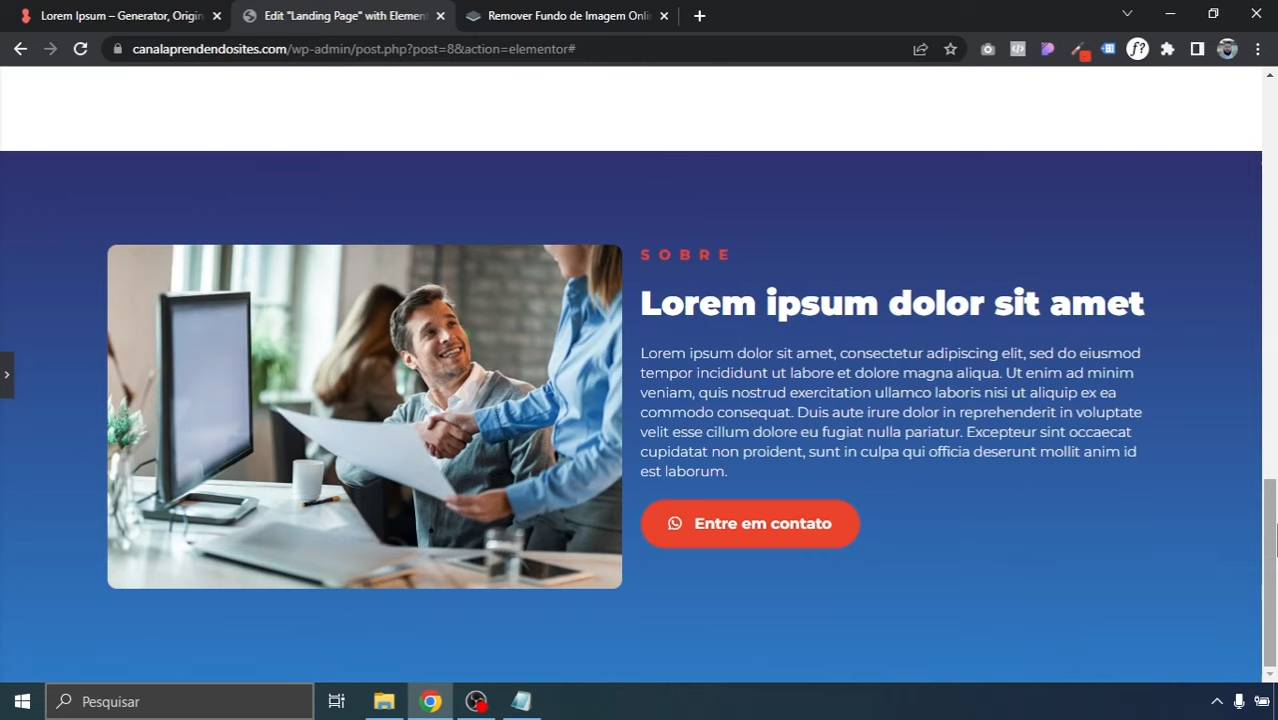 Lorem Ipsum – Generator, Origin
Edit "Landing Page" with Element
Remover Fundo de Imagem Onli
canalaprendendosites.com/wp-admin/post.php?post=8&action=elementor#
f?
SOBRE
Lorem ipsum dolor sit amet
Lorem ipsum dolor sit amet, consectetur adipiscing elit, sed do eiusmod
tempor incididunt ut labore et dolore magna aliqua. Ut enim ad minim
veniam, quis nostrud exercitation ullamco laboris nisi ut aliquip ex ea
commodo consequat. Duis aute irure dolor in reprehenderit in voluptate
velit esse cillum dolore eu fugiat nulla pariatur. Excepteur sint occaecat
cupidatat non proident, sunt in culpa qui officia deserunt mollit anim id
est laborum.
Entre em contato
Pesquisar